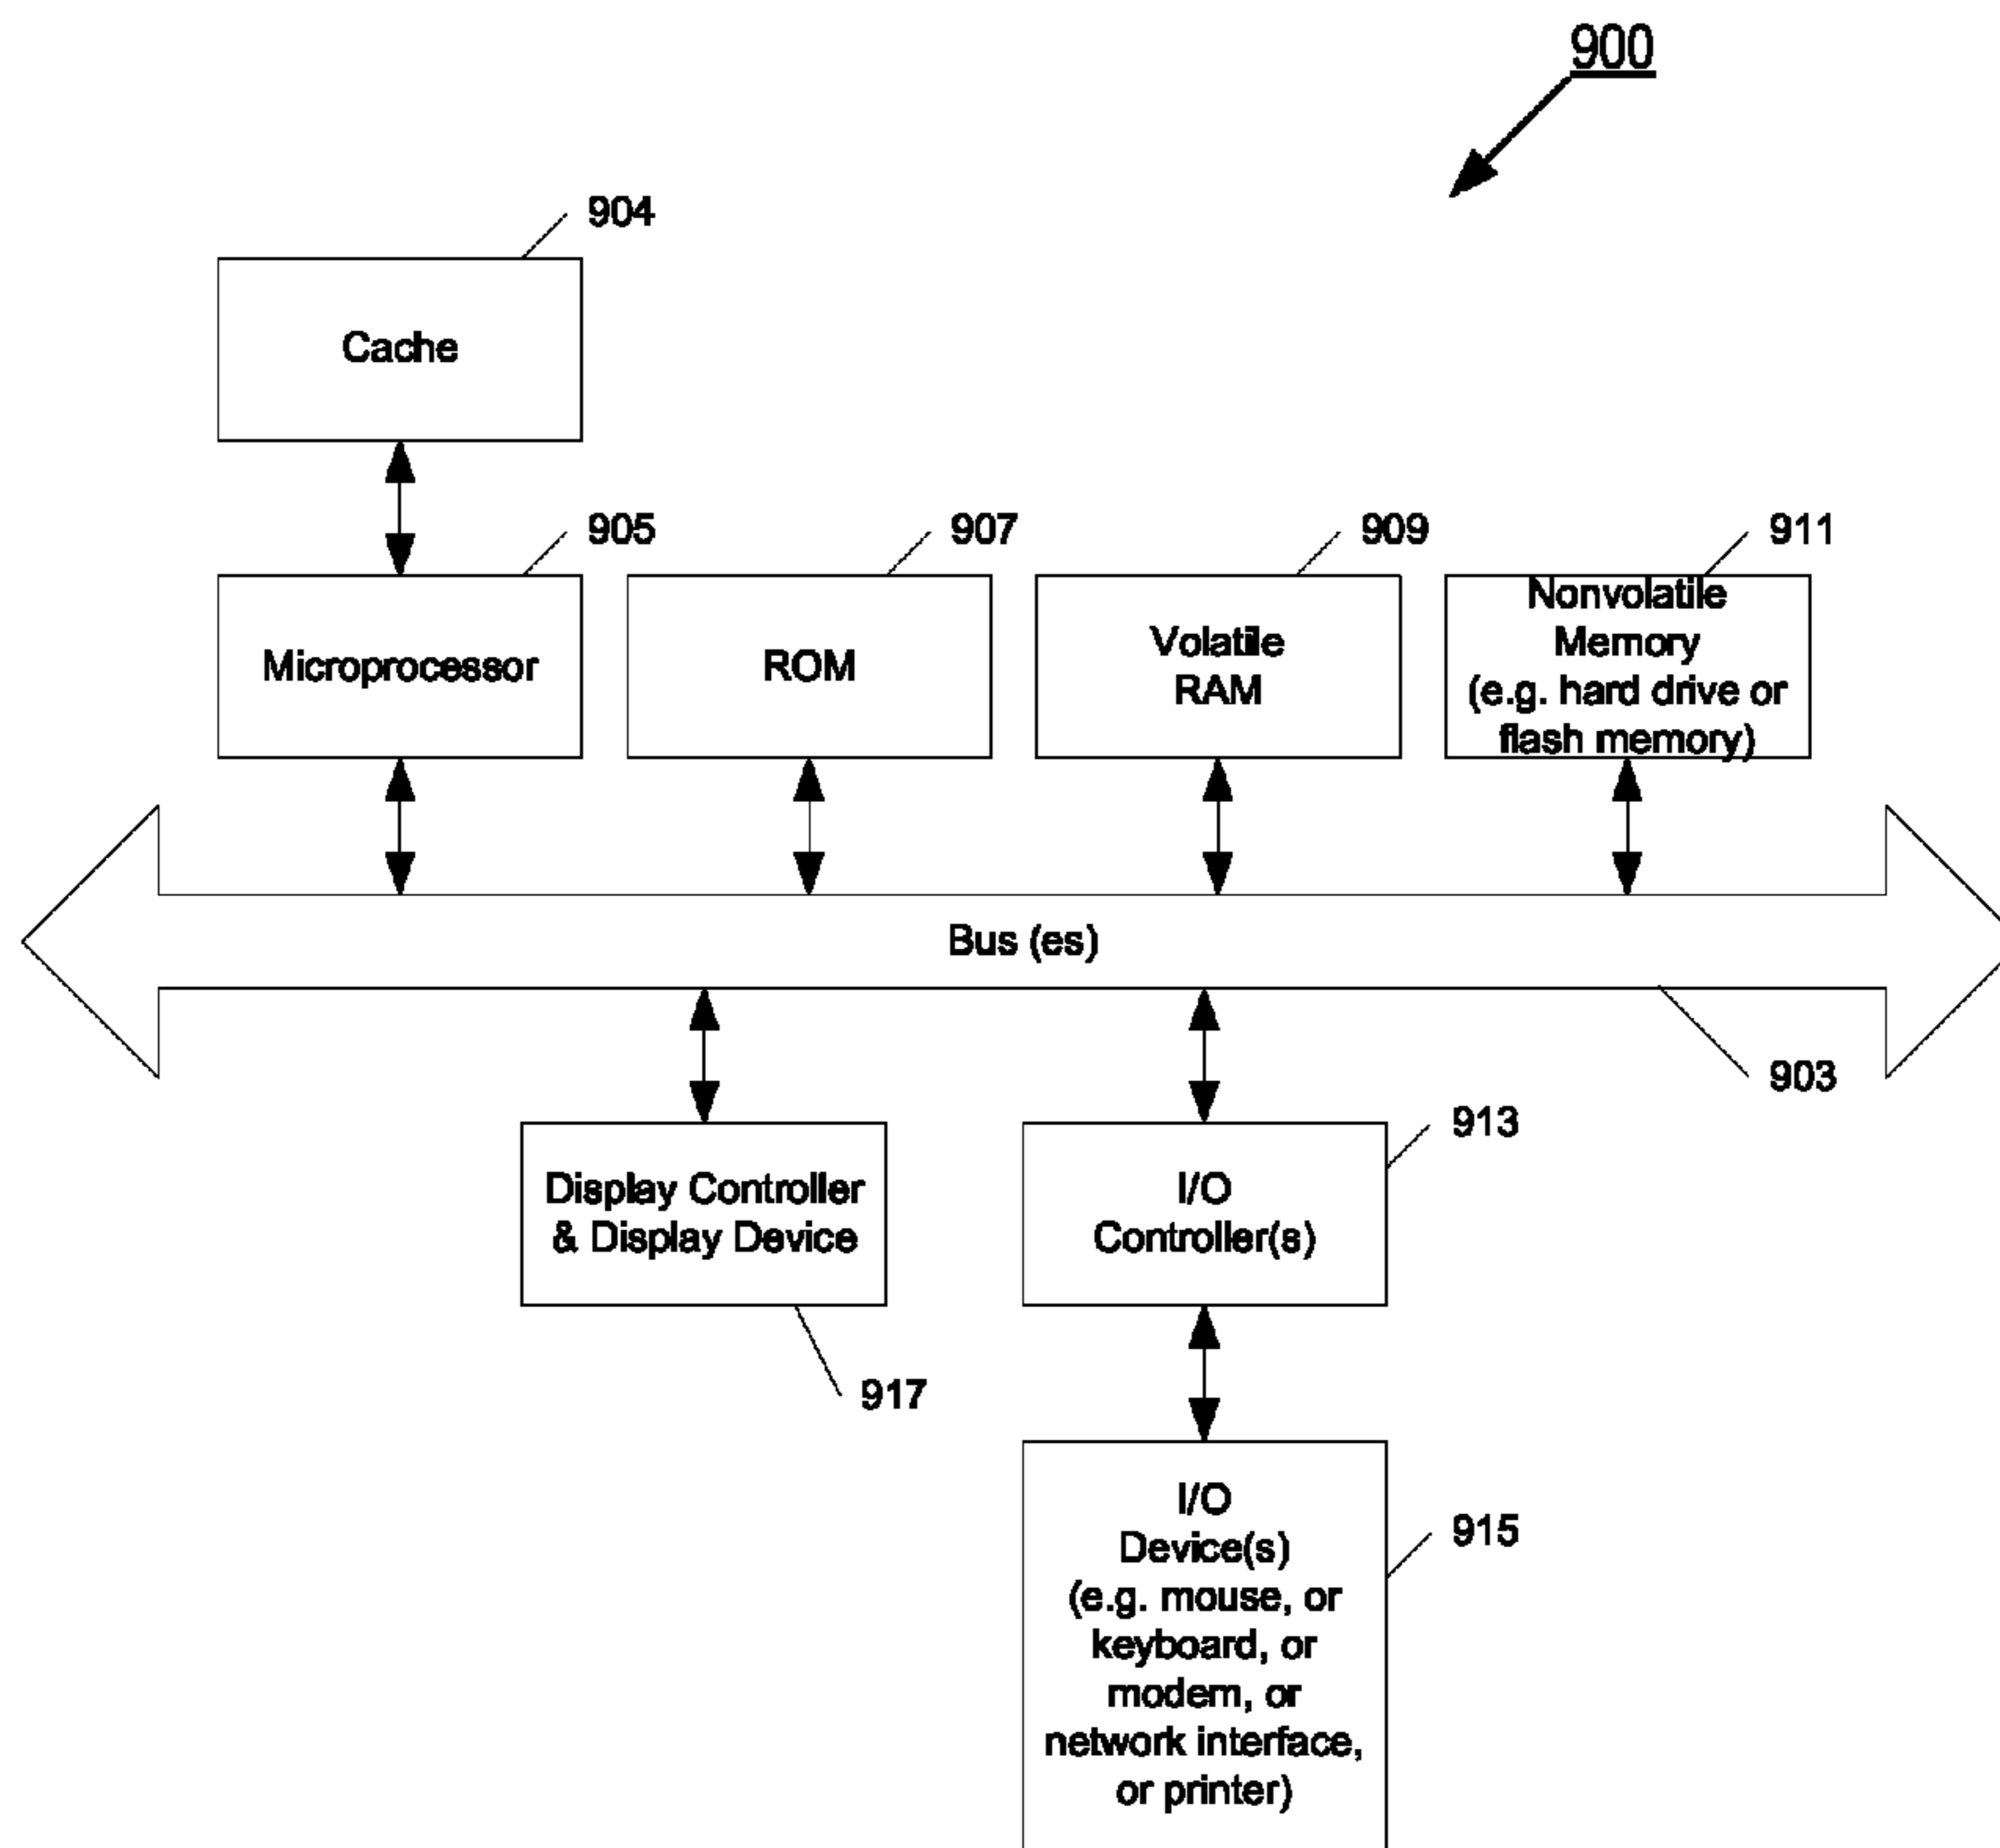 900
904
Cache
905
907
909
911
Microprocessor
ROM
Volatile
RAM
Nonvolatile
Memory
(e.g. hard drive or
flash memory)
Bus (es)
903
913
Display Controller
& Display Device
I/O
Controller(s)
917
I/O
Device(s)
(e.g. mouse, or
keyboard, or
modem, or
network interface,
or printer)
915